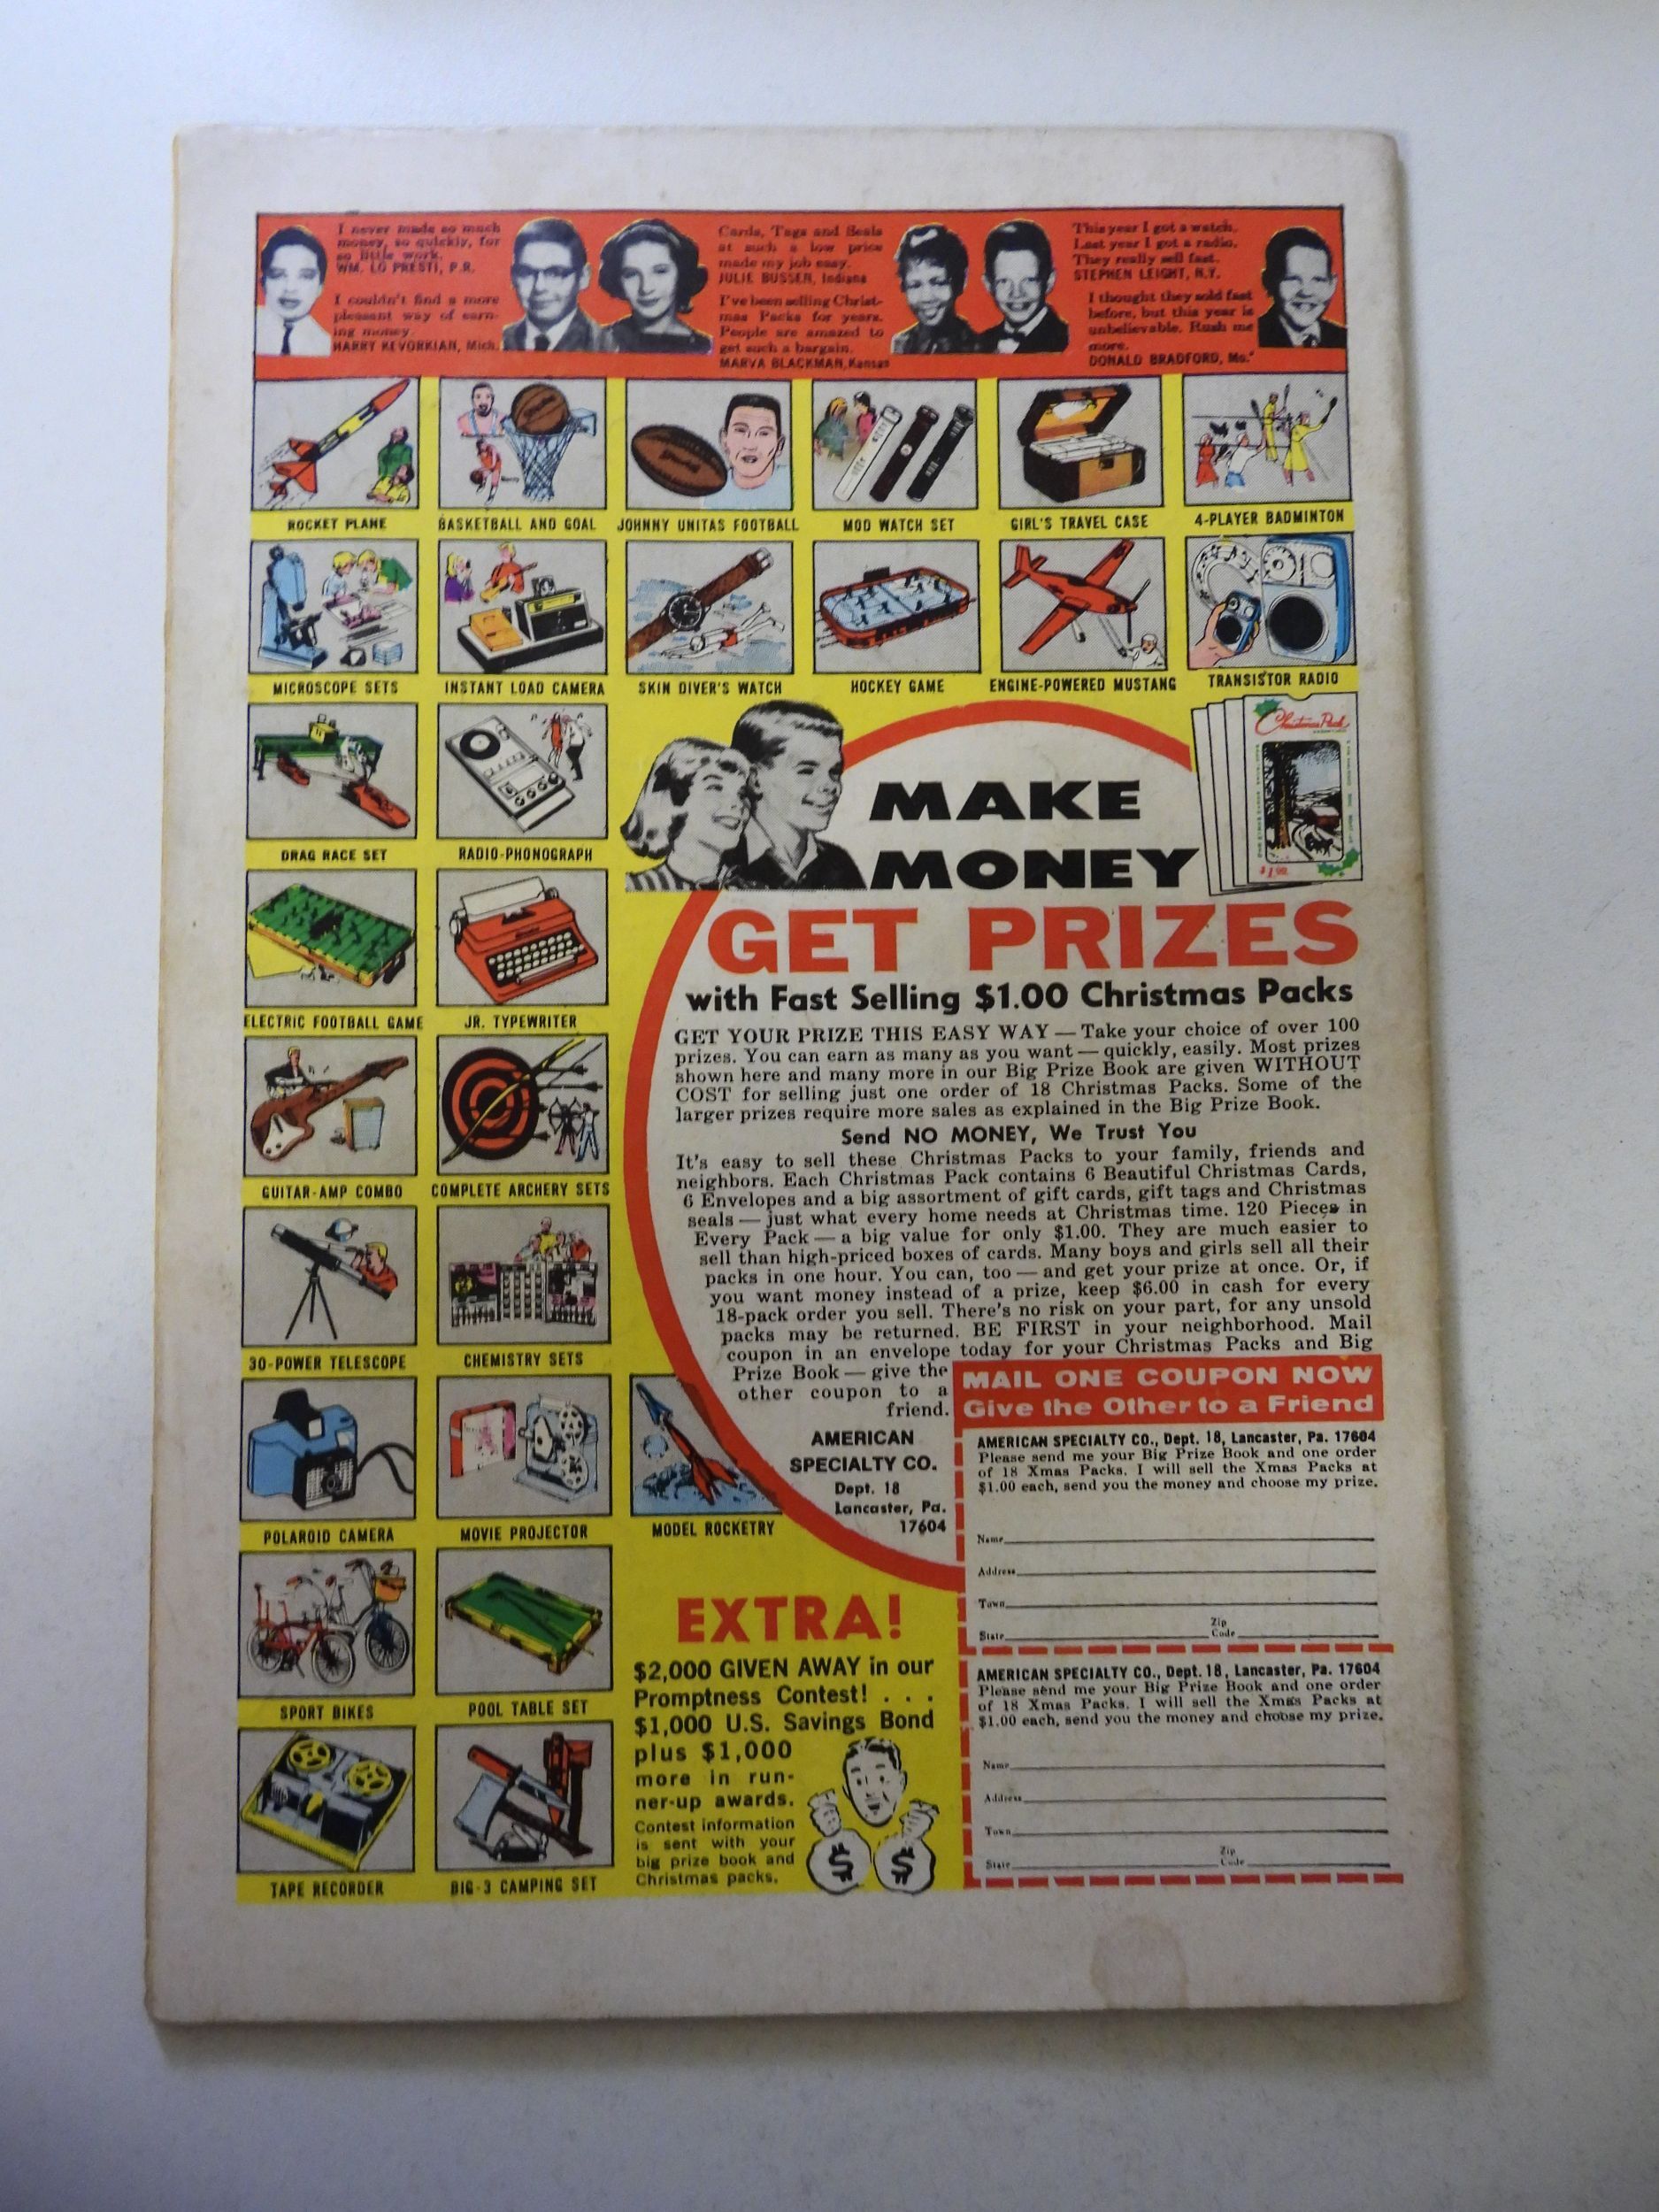 I never made so much
money, so quickly, for
so little work.
WM. LO PRESTI, P.R.
I couldn't find a more
pleasant way of earn-
ing money.
HARRY KEVORKIAN, Mich.
Cards, Tags and Seals
at such a low price
made my job easy.
JULIE BUSSEN, Indiana
I've been selling Christ-
mas Packs for years.
People are amazed to
get such a bargain.
MARVA BLACKMAN, Kansas
This year I got a watch.
Last year I got a radio.
They really sell fast.
STEPHEN LEIGHT, N.Y.
I thought they sold fast
before, but this year is
unbelievable. Rush me
more.
DONALD BRADFORD, Mo.
ROCKET PLANE
BASKETBALL AND GOAL
JOHNNY UNITAS FOOTBALL
MOD WATCH SET
GIRL'S TRAVEL CASE
4-PLAYER BADMINTON
MICROSCOPE SETS
INSTANT LOAD CAMERA
SKIN DIVER'S WATCH
HOCKEY GAME
ENGINE-POWERED MUSTANG
TRANSISTOR RADIO
DRAG RACE SET
RADIO-PHONOGRAPH
ELECTRIC FOOTBALL GAME
JR. TYPEWRITER
GUITAR-AMP COMBO
COMPLETE ARCHERY SETS
30-POWER TELESCOPE
CHEMISTRY SETS
POLAROID CAMERA
MOVIE PROJECTOR
MODEL ROCKETRY
SPORT BIKES
POOL TABLE SET
TAPE RECORDER
BIG-3 CAMPING SET
Christmas Pack
$1.00
MAKE
MONEY
GET PRIZES
with Fast Selling $1.00 Christmas Packs
GET YOUR PRIZE THIS EASY WAY — Take your choice of over 100
prizes. You can earn as many as you want — quickly, easily. Most prizes
shown here and many more in our Big Prize Book are given WITHOUT
COST for selling just one order of 18 Christmas Packs. Some of the
larger prizes require more sales as explained in the Big Prize Book.
Send NO MONEY, We Trust You
It's easy to sell these Christmas Packs to your family, friends and
neighbors. Each Christmas Pack contains 6 Beautiful Christmas Cards,
6 Envelopes and a big assortment of gift cards, gift tags and Christmas
seals — just what every home needs at Christmas time. 120 Pieces in
Every Pack — a big value for only $1.00. They are much easier to
sell than high-priced boxes of cards. Many boys and girls sell all their
packs in one hour. You can, too — and get your prize at once. Or, if
you want money instead of a prize, keep $6.00 in cash for every
18-pack order you sell. There's no risk on your part, for any unsold
packs may be returned. BE FIRST in your neighborhood. Mail
coupon in an envelope today for your Christmas Packs and Big
Prize Book — give the
other coupon to a
friend.
AMERICAN
SPECIALTY CO.
Dept. 18
Lancaster, Pa.
17604
EXTRA!
$2,000 GIVEN AWAY in our
Promptness Contest! . . .
$1,000 U.S. Savings Bond
plus $1,000
more in run-
ner-up awards.
Contest information
is sent with your
big prize book and
Christmas packs.
$ $
MAIL ONE COUPON NOW
Give the Other to a Friend
AMERICAN SPECIALTY CO., Dept. 18, Lancaster, Pa. 17604
Please send me your Big Prize Book and one order
of 18 Xmas Packs. I will sell the Xmas Packs at
$1.00 each, send you the money and choose my prize.
Name
Address
Town
State Zip Code
AMERICAN SPECIALTY CO., Dept. 18, Lancaster, Pa. 17604
Please send me your Big Prize Book and one order
of 18 Xmas Packs. I will sell the Xmas Packs at
$1.00 each, send you the money and choose my prize.
Name
Address
Town
State Zip Code